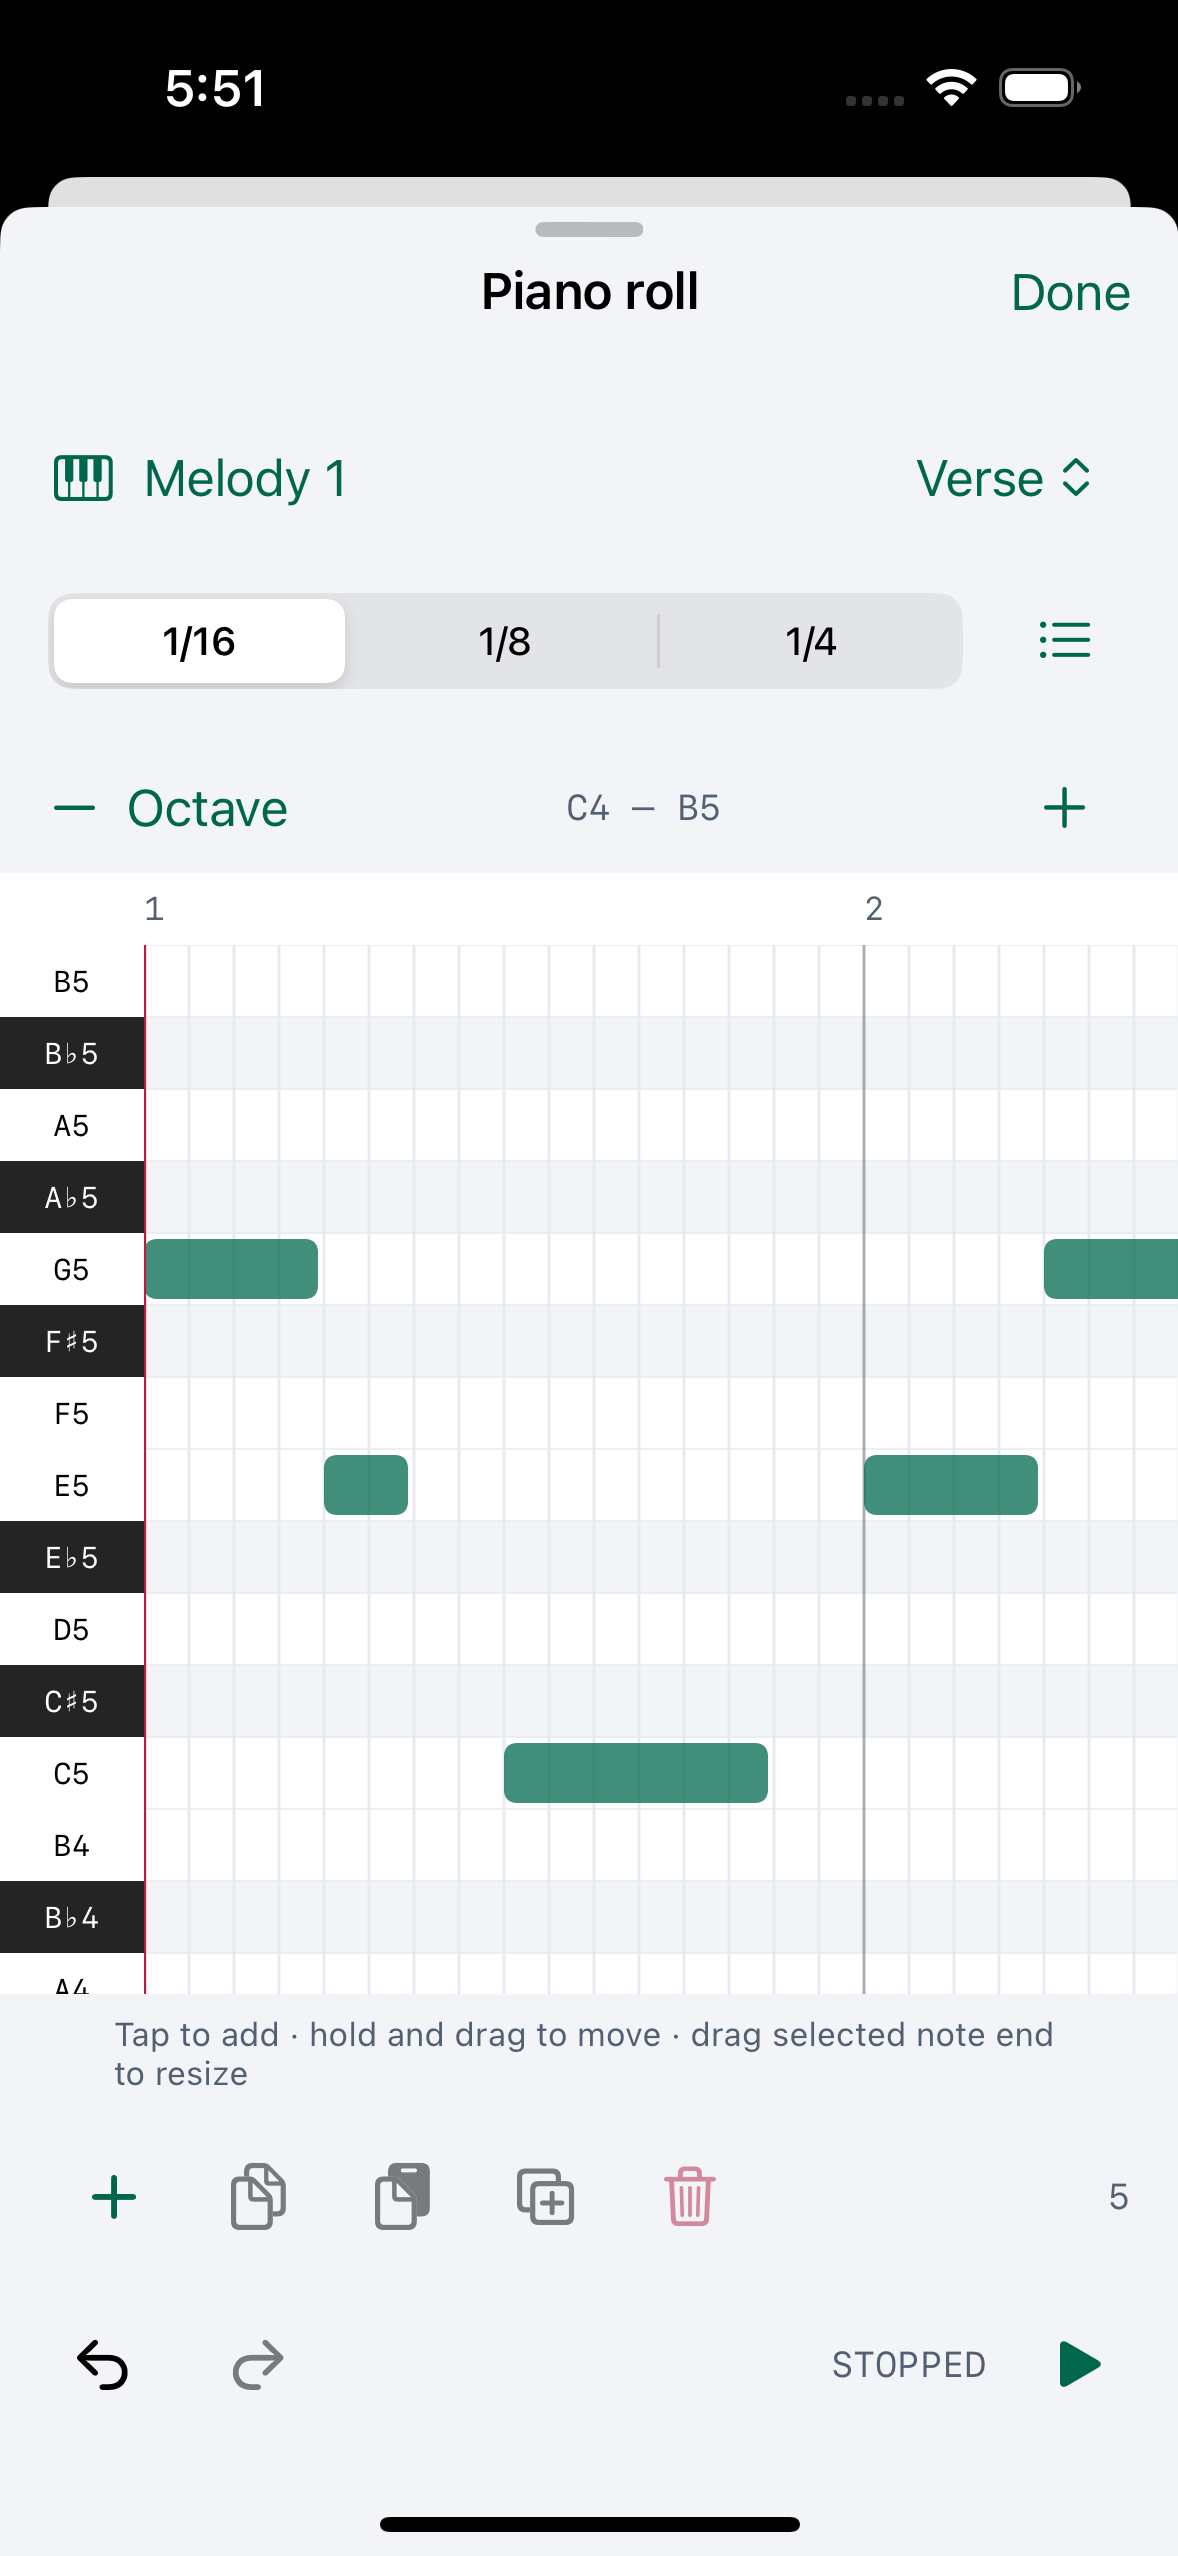 5:51
Piano roll
Done
Melody 1
Verse
1/16
1/8
1/4
Octave
C4 – B5
1
2
B5
B♭5
A5
A♭5
G5
F♯5
F5
E5
E♭5
D5
C♯5
C5
B4
B♭4
A4
Tap to add · hold and drag to move · drag selected note end
to resize
5
STOPPED